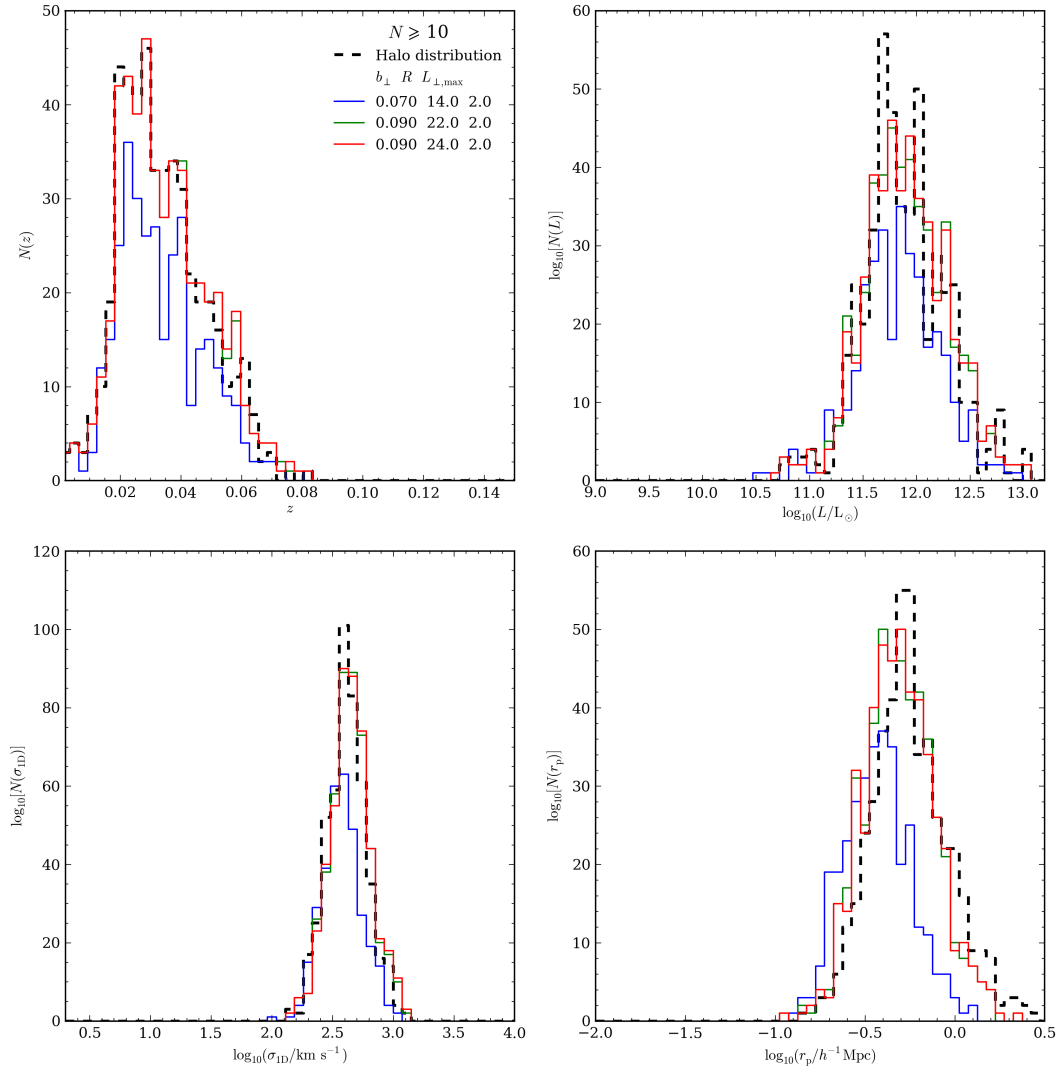 N ⩾ 10
Halo distribution
b⊥ R L⊥,max
0.070 14.0 2.0
0.090 22.0 2.0
0.090 24.0 2.0
50
40
30
20
10
0
N(z)
0.02 0.04 0.06 0.08 0.10 0.12 0.14
z
60
50
40
30
20
10
0
log10[N(L)]
9.0 9.5 10.0 10.5 11.0 11.5 12.0 12.5 13.0
log10(L/L⊙)
120
100
80
60
40
20
0
log10[N(σ1D)]
0.5 1.0 1.5 2.0 2.5 3.0 3.5 4.0
log10(σ1D/km s−1)
60
50
40
30
20
10
0
log10[N(rp)]
−2.0 −1.5 −1.0 −0.5 0.0 0.5
log10(rp/h−1 Mpc)